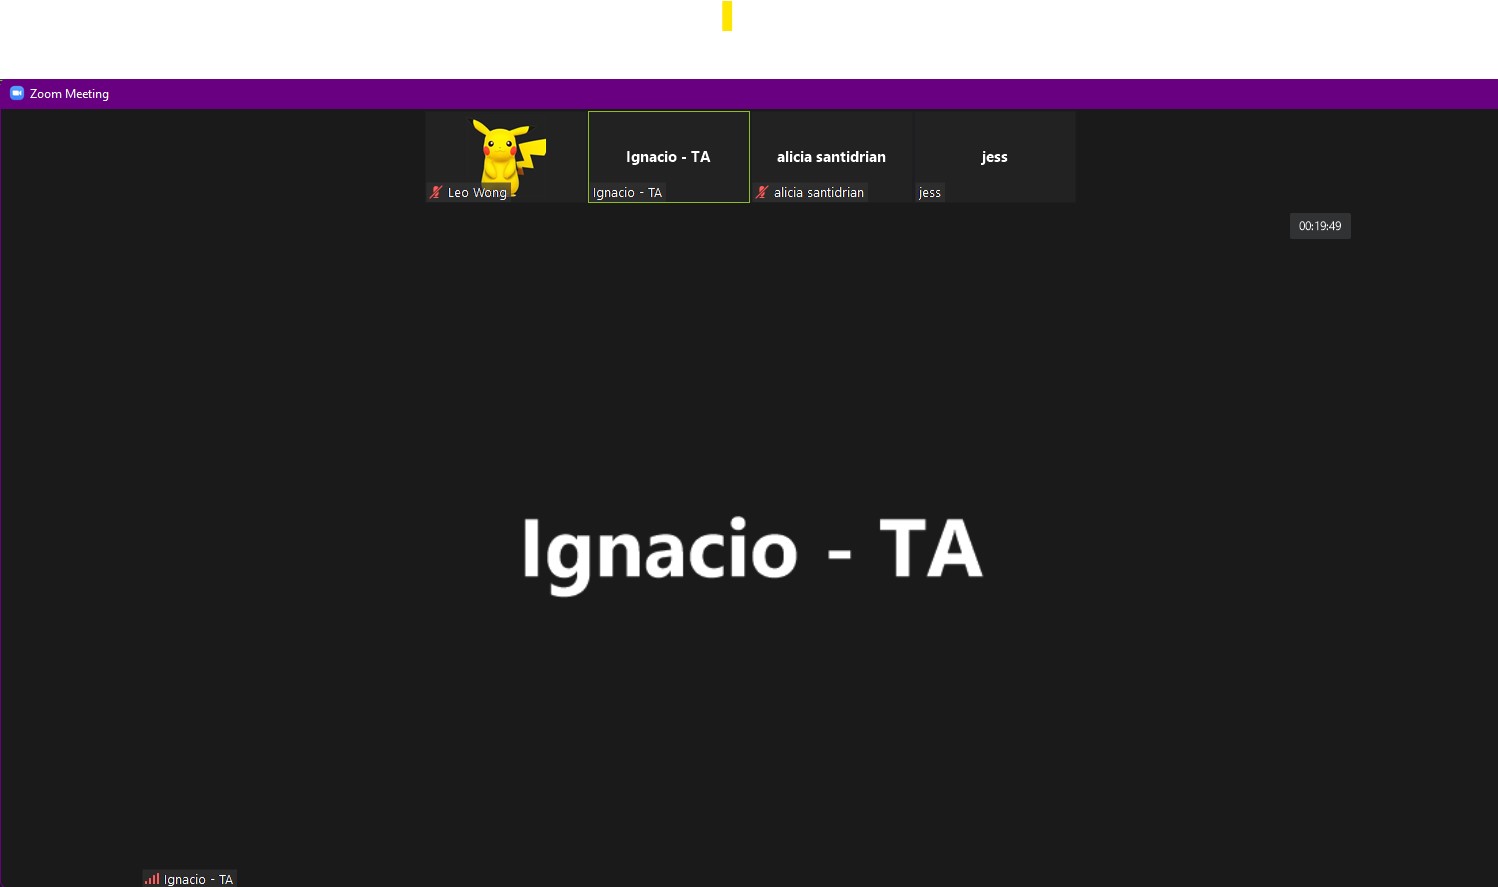 Zoom Meeting
Ignacio - TA
alicia santidrian
jess
Leo Wong
Ignacio - TA
alicia santidrian
jess
00:19:49
Ignacio - TA
Ignacio - TA